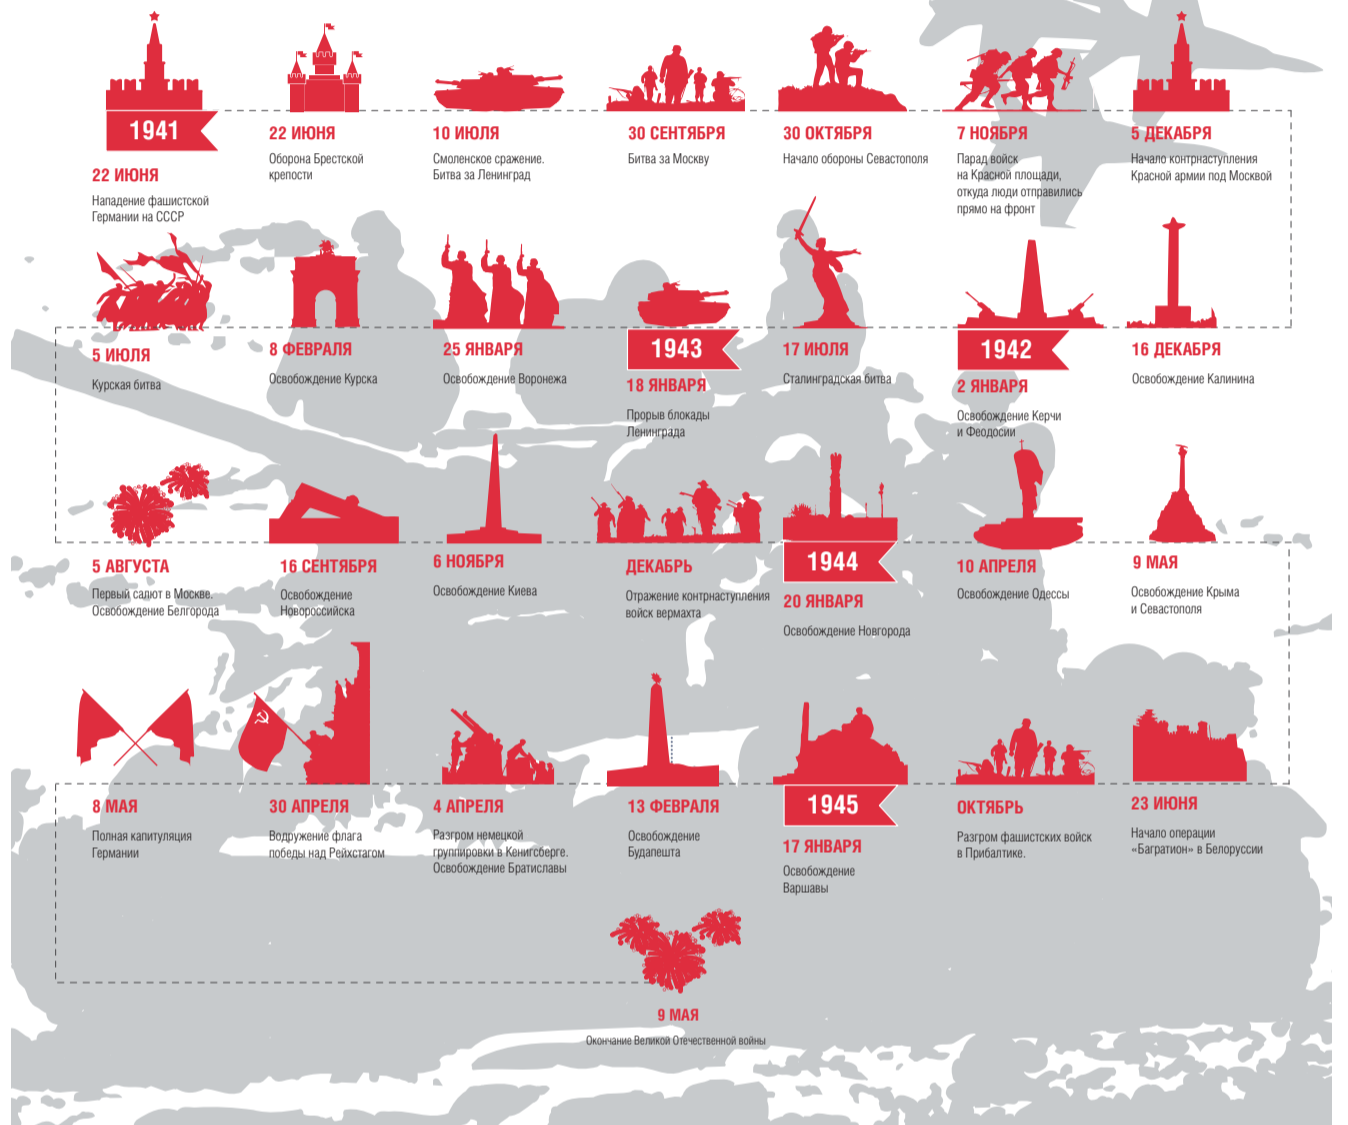 1941
22 ИЮНЯ
Нападение фашистской
Германии на СССР
22 ИЮНЯ
Оборона Брестской
крепости
10 ИЮЛЯ
Смоленское сражение.
Битва за Ленинград
30 СЕНТЯБРЯ
Битва за Москву
30 ОКТЯБРЯ
Начало обороны Севастополя
7 НОЯБРЯ
Парад войск
на Красной площади,
откуда люди отправились
прямо на фронт
5 ДЕКАБРЯ
Начало контрнаступления
Красной армии под Москвой
16 ДЕКАБРЯ
Освобождение Калинина
1942
2 ЯНВАРЯ
Освобождение Керчи
и Феодосии
17 ИЮЛЯ
Сталинградская битва
1943
18 ЯНВАРЯ
Прорыв блокады
Ленинграда
25 ЯНВАРЯ
Освобождение Воронежа
8 ФЕВРАЛЯ
Освобождение Курска
5 ИЮЛЯ
Курская битва
5 АВГУСТА
Первый салют в Москве.
Освобождение Белгорода
16 СЕНТЯБРЯ
Освобождение
Новороссийска
6 НОЯБРЯ
Освобождение Киева
ДЕКАБРЬ
Отражение контрнаступления
войск вермахта
1944
20 ЯНВАРЯ
Освобождение Новгорода
10 АПРЕЛЯ
Освобождение Одессы
9 МАЯ
Освобождение Крыма
и Севастополя
23 ИЮНЯ
Начало операции
«Багратион» в Белоруссии
ОКТЯБРЬ
Разгром фашистских войск
в Прибалтике.
1945
17 ЯНВАРЯ
Освобождение
Варшавы
13 ФЕВРАЛЯ
Освобождение
Будапешта
4 АПРЕЛЯ
Разгром немецкой
группировки в Кенигсберге.
Освобождение Братиславы
30 АПРЕЛЯ
Водружение флага
победы над Рейхстагом
8 МАЯ
Полная капитуляция
Германии
9 МАЯ
Окончание Великой Отечественной войны